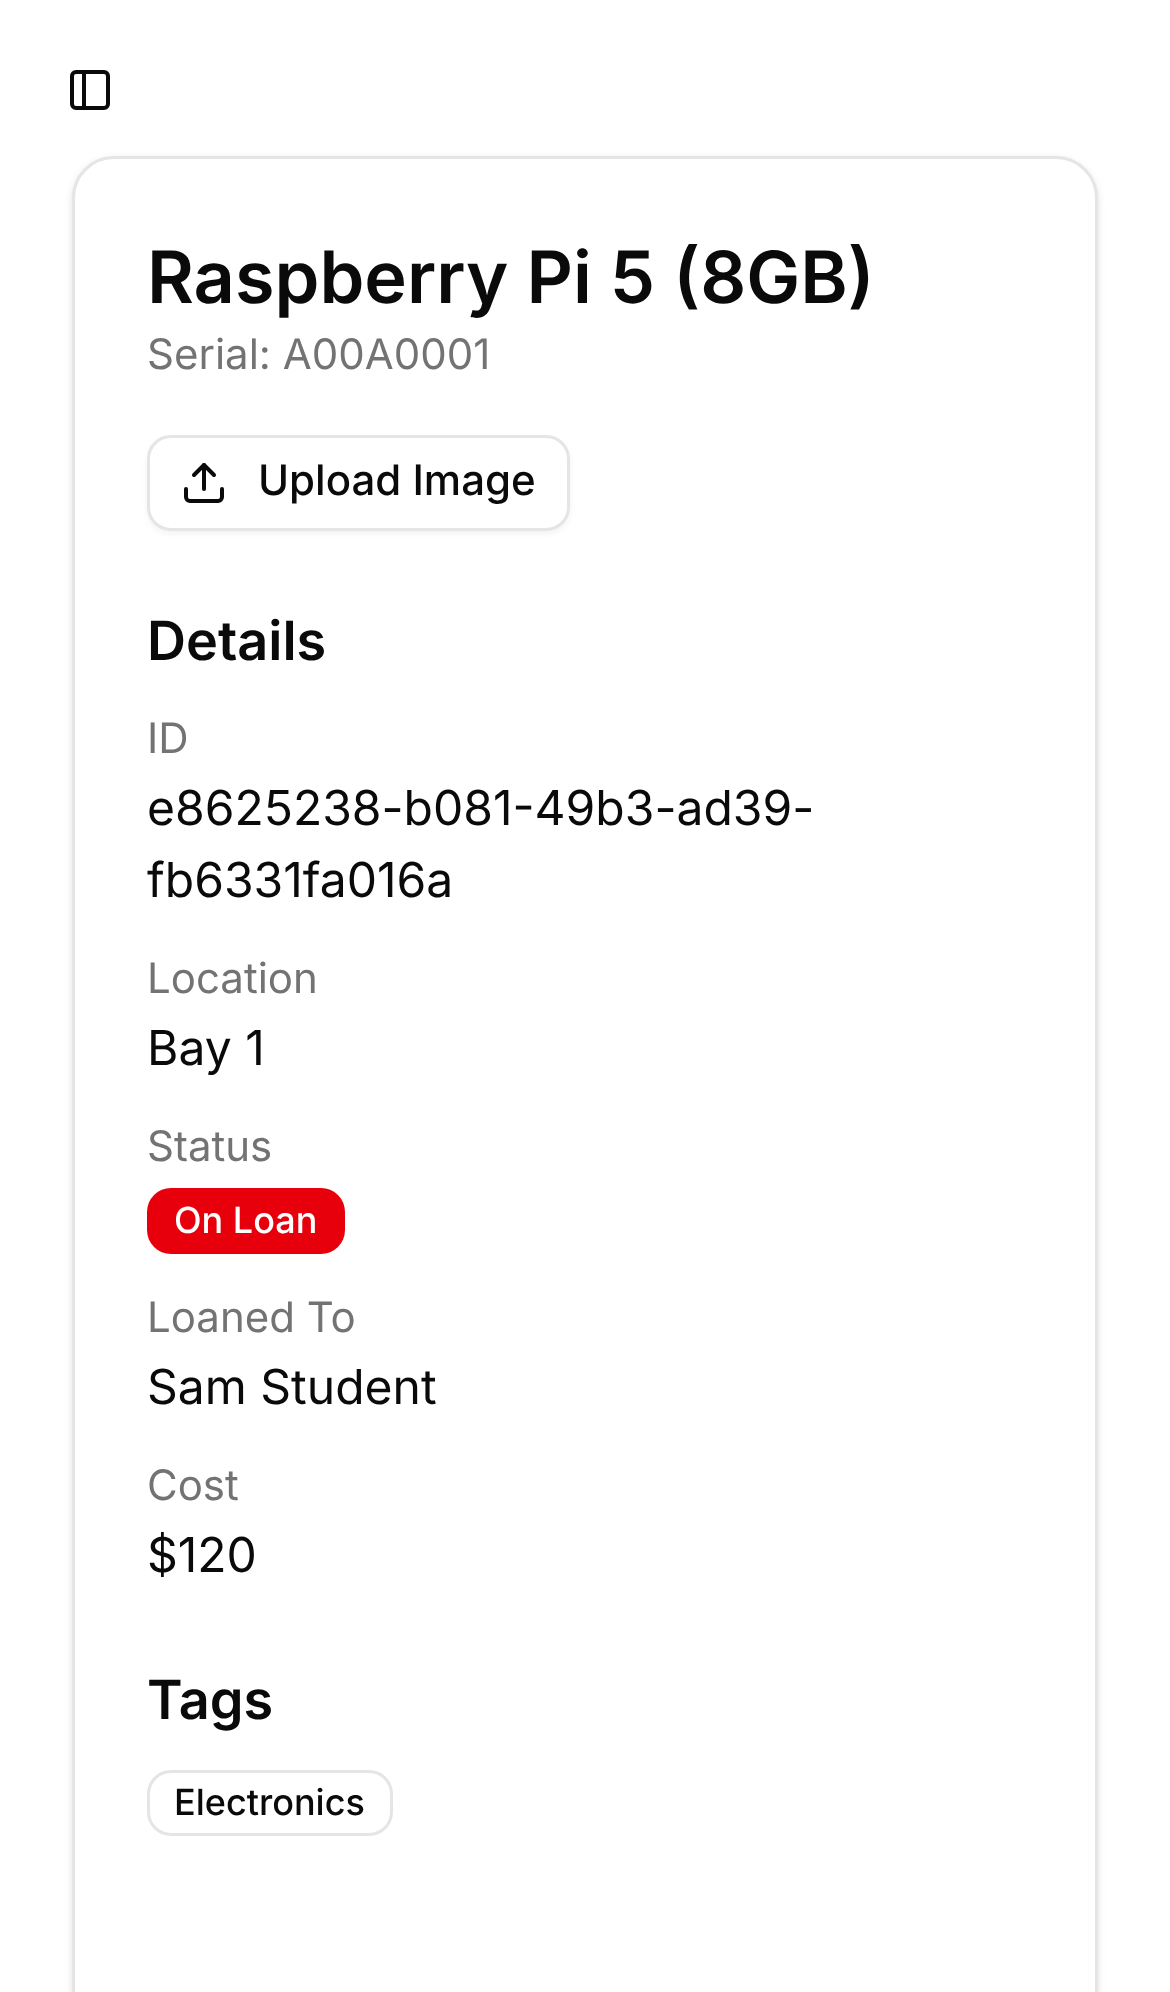 Raspberry Pi 5 (8GB)
Serial: A00A0001
Upload Image
Details
ID
e8625238-b081-49b3-ad39-
fb6331fa016a
Location
Bay 1
Status
On Loan
Loaned To
Sam Student
Cost
$120
Tags
Electronics